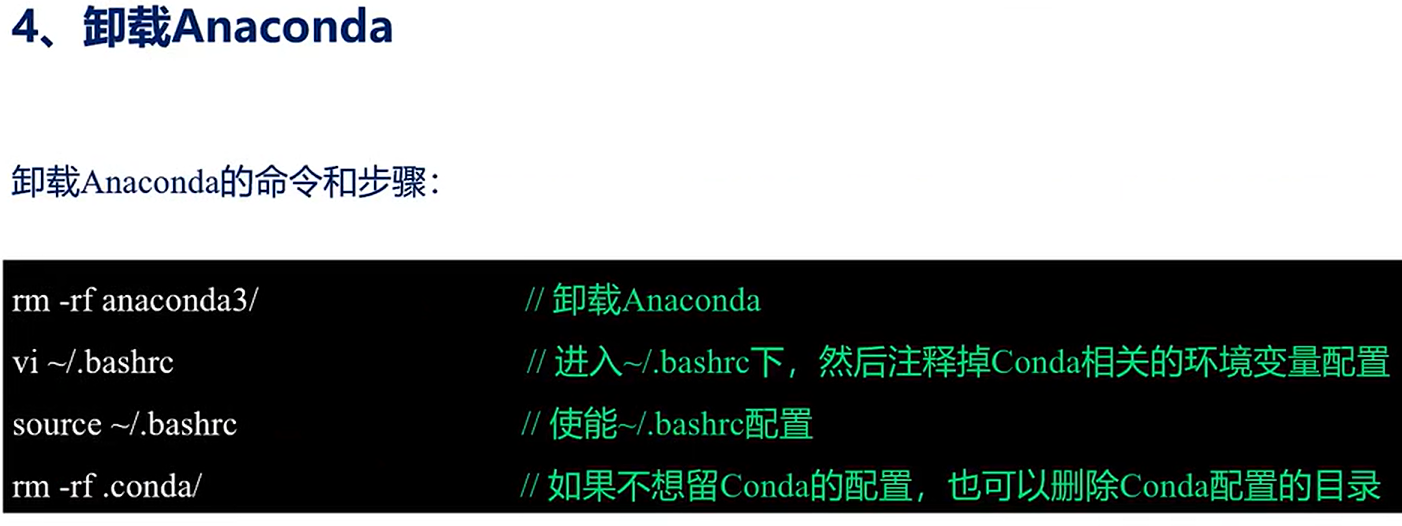 4、卸载Anaconda
卸载Anaconda的命令和步骤：
rm -rf anaconda3/ // 卸载Anaconda
vi ~/.bashrc // 进入~/.bashrc下，然后注释掉Conda相关的环境变量配置
source ~/.bashrc // 使能~/.bashrc配置
rm -rf .conda/ // 如果不想留Conda的配置，也可以删除Conda配置的目录